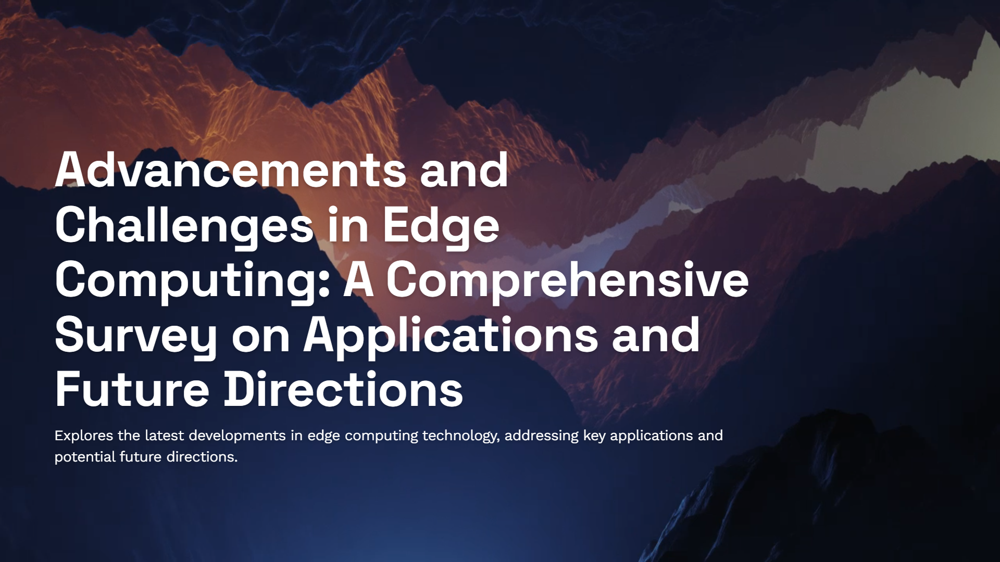 Advancements and
Challenges in Edge
Computing: A Comprehensive
Survey on Applications and
Future Directions
Explores the latest developments in edge computing technology, addressing key applications and
potential future directions.